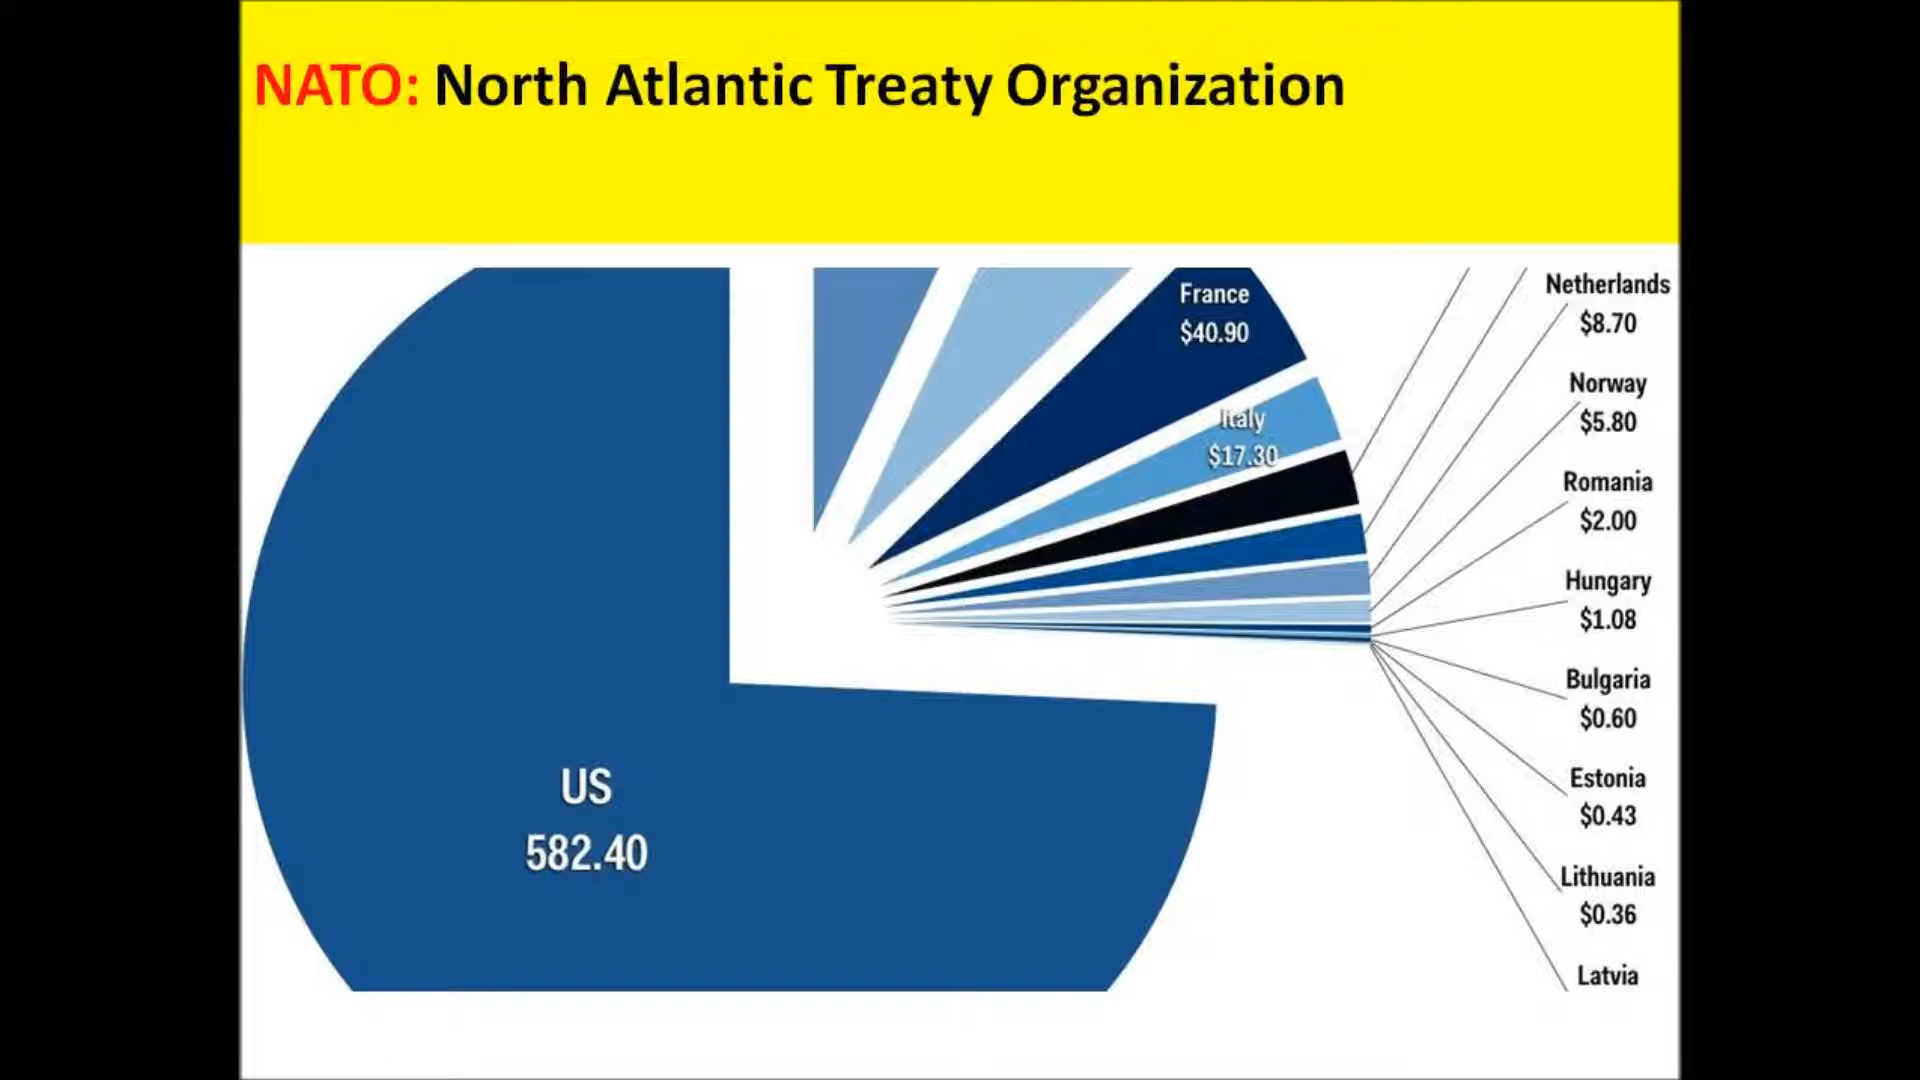 NATO: North Atlantic Treaty Organization
France
$40.90
Italy
$17.30
US
582.40
Netherlands
$8.70
Norway
$5.80
Romania
$2.00
Hungary
$1.08
Bulgaria
$0.60
Estonia
$0.43
Lithuania
$0.36
Latvia